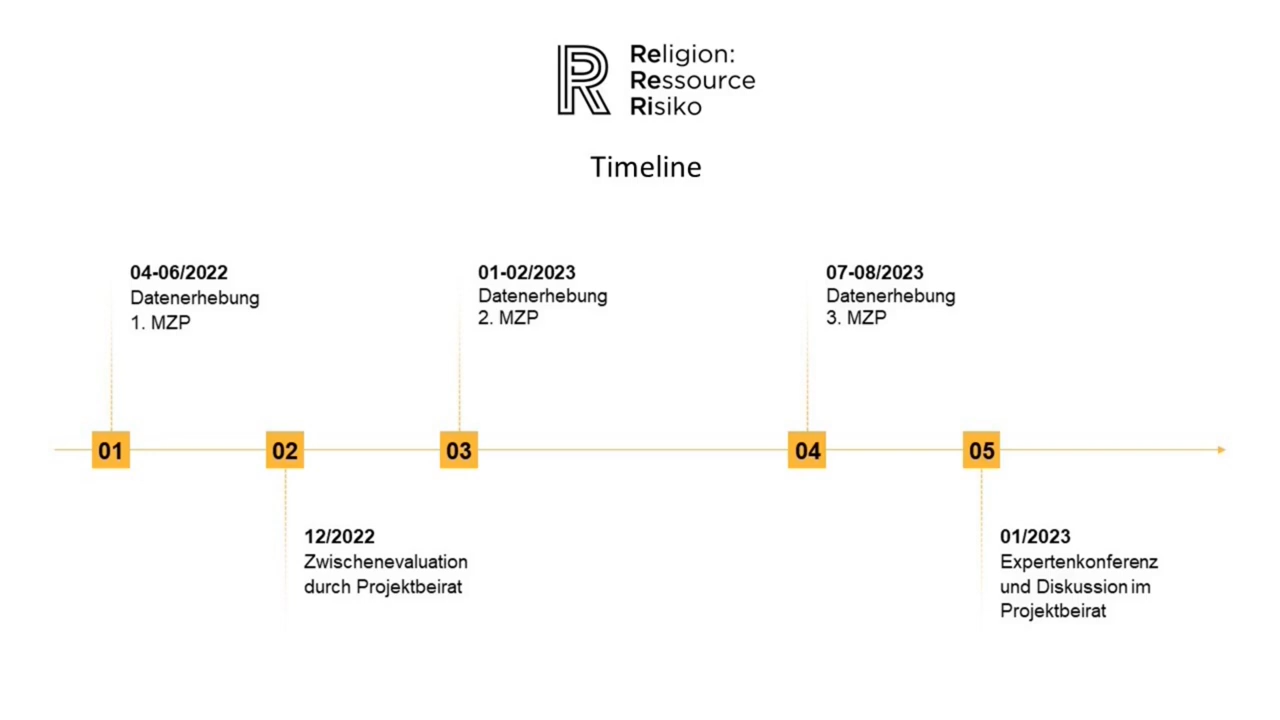 R
Religion:
Ressource
Risiko
Timeline
04-06/2022
Datenerhebung
1. MZP
01-02/2023
Datenerhebung
2. MZP
07-08/2023
Datenerhebung
3. MZP
01
02
03
04
05
12/2022
Zwischenevaluation
durch Projektbeirat
01/2023
Expertenkonferenz
und Diskussion im
Projektbeirat